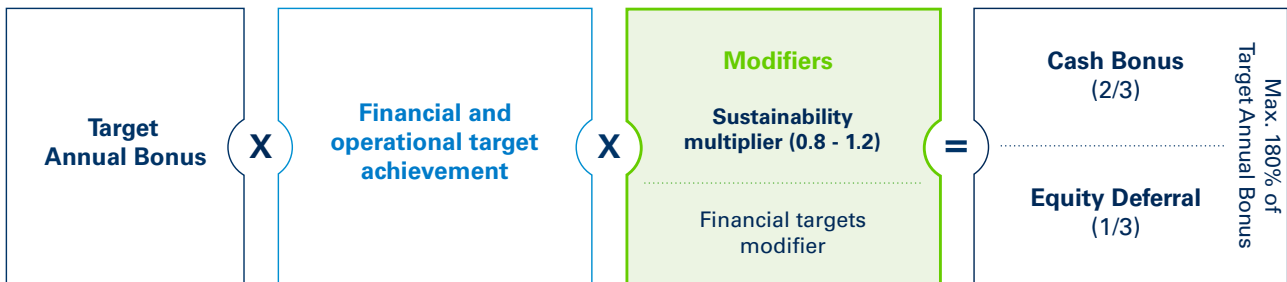 Target
Annual Bonus
X
Financial and
operational target
achievement
X
Modifiers
Sustainability
multiplier (0.8 - 1.2)
Financial targets
modifier
=
Cash Bonus
(2/3)
Equity Deferral
(1/3)
Max. 180% of
Target Annual Bonus